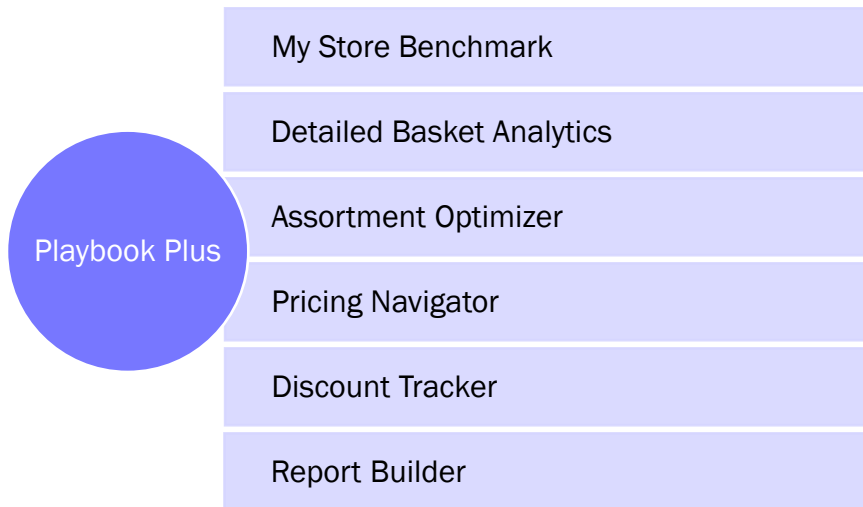 My Store Benchmark
Detailed Basket Analytics
Assortment Optimizer
Playbook Plus
Pricing Navigator
Discount Tracker
Report Builder